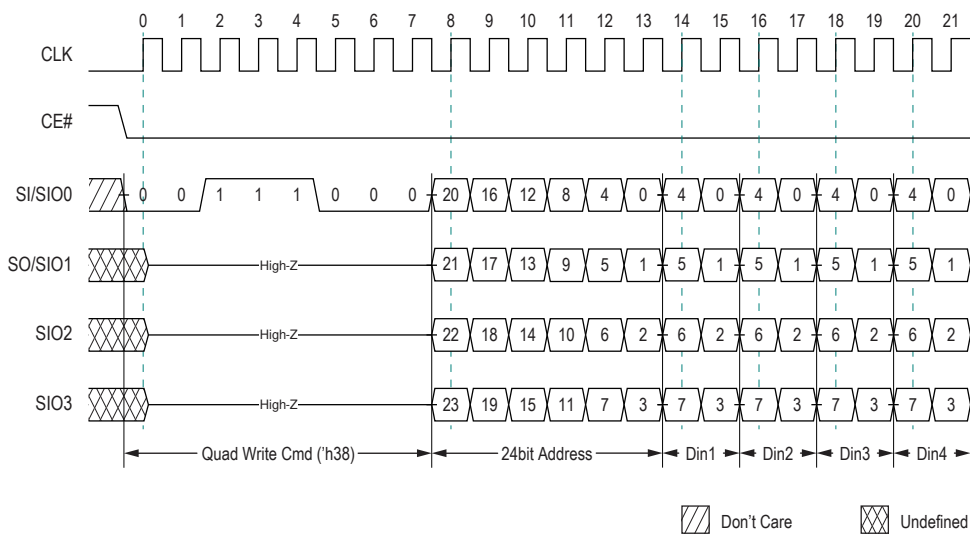 0 1 2 3 4 5 6 7 8 9 10 11 12 13 14 15 16 17 18 19 20 21
CLK
CE#
SI/SIO0 0 0 1 1 1 0 0 0 20 16 12 8 4 0 4 0 4 0 4 0 4 0
SO/SIO1 High-Z 21 17 13 9 5 1 5 1 5 1 5 1 5 1
SIO2 High-Z 22 18 14 10 6 2 6 2 6 2 6 2 6 2
SIO3 High-Z 23 19 15 11 7 3 7 3 7 3 7 3 7 3
Quad Write Cmd ('h38) 24bit Address Din1 Din2 Din3 Din4
Don't Care Undefined